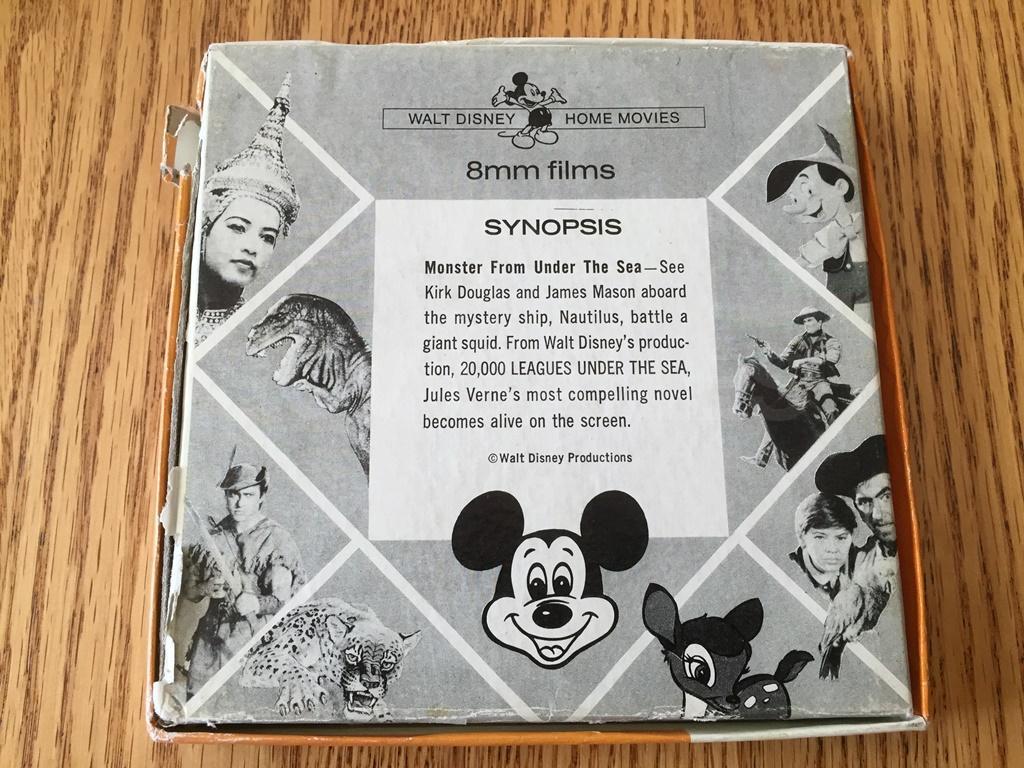 WALT DISNEY HOME MOVIES
8mm films
SYNOPSIS
Monster From Under The Sea—See
Kirk Douglas and James Mason aboard
the mystery ship, Nautilus, battle a
giant squid. From Walt Disney's produc-
tion, 20,000 LEAGUES UNDER THE SEA,
Jules Verne's most compelling novel
becomes alive on the screen.
©Walt Disney Productions